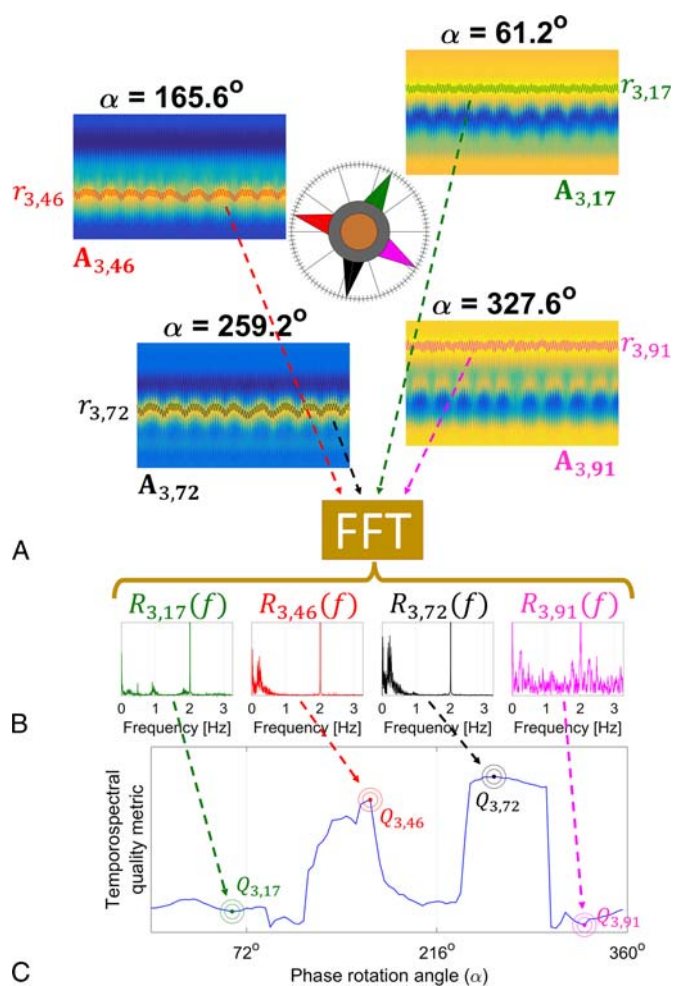 α = 61.2°
α = 165.6°
r3,17
r3,46
A3,17
A3,46
α = 327.6°
α = 259.2°
r3,91
r3,72
A3,91
A3,72
FFT
A
R3,17(f) R3,46(f) R3,72(f) R3,91(f)
0 1 2 3 0 1 2 3 0 1 2 3 0 1 2 3
Frequency [Hz] Frequency [Hz] Frequency [Hz] Frequency [Hz]
B
Temporospectral
quality metric
Q3,72
Q3,46
Q3,17
Q3,91
72° 216° 360°
Phase rotation angle (α)
C